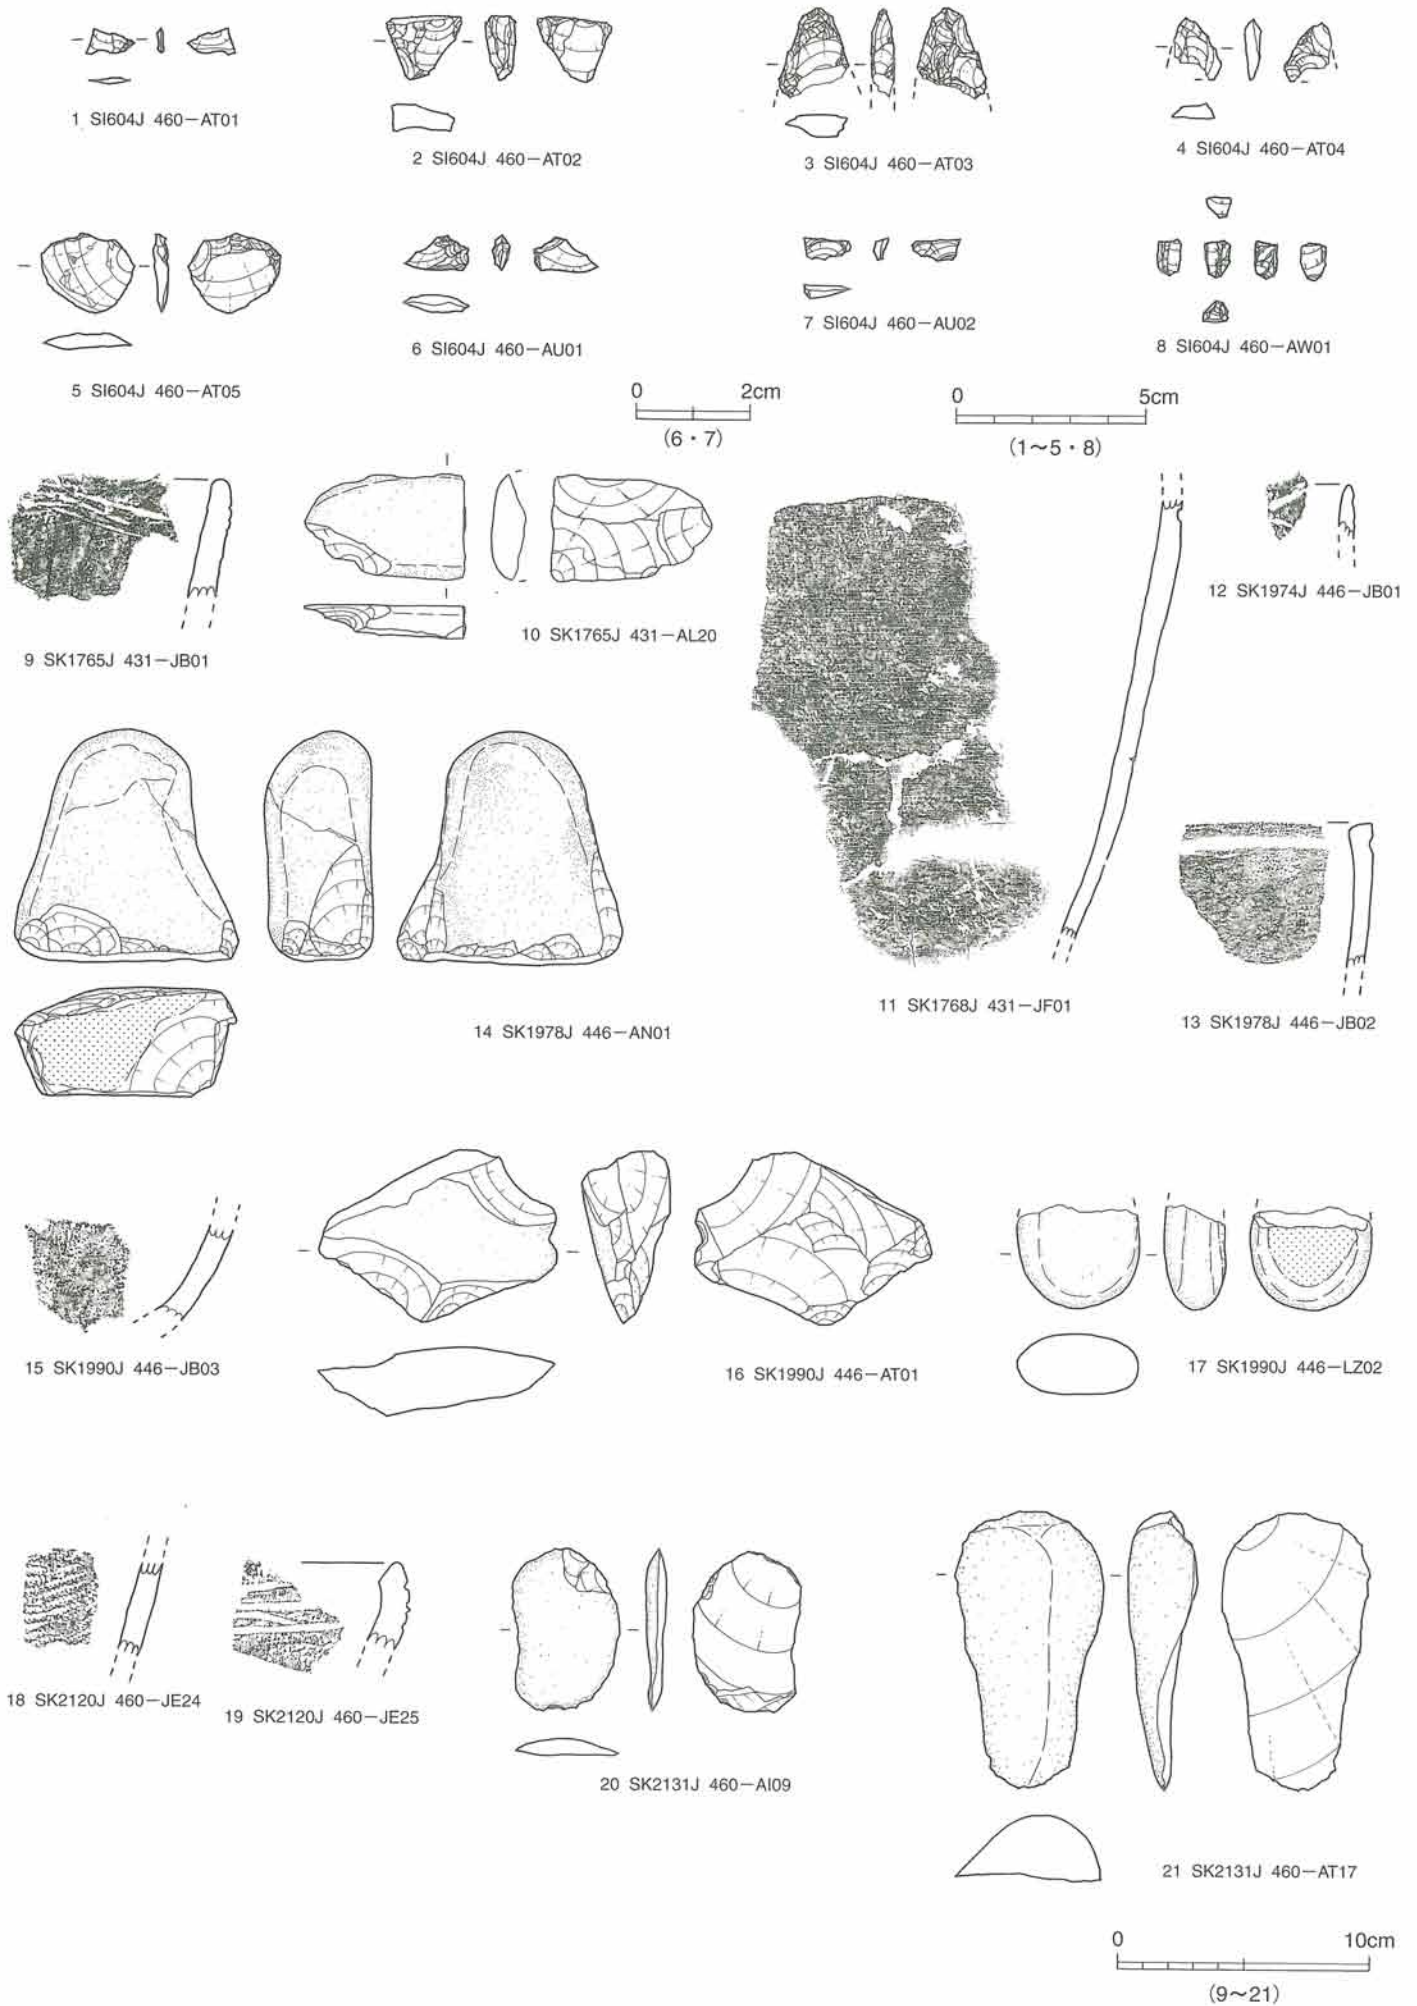 1 SI604J 460－AT01
2 SI604J 460－AT02
3 SI604J 460－AT03
4 SI604J 460－AT04
5 SI604J 460－AT05
6 SI604J 460－AU01
7 SI604J 460－AU02
8 SI604J 460－AW01
0 2cm
(6・7)
0 5cm
(1～5・8)
9 SK1765J 431－JB01
10 SK1765J 431－AL20
11 SK1768J 431－JF01
12 SK1974J 446－JB01
13 SK1978J 446－JB02
14 SK1978J 446－AN01
15 SK1990J 446－JB03
16 SK1990J 446－AT01
17 SK1990J 446－LZ02
18 SK2120J 460－JE24
19 SK2120J 460－JE25
20 SK2131J 460－AI09
21 SK2131J 460－AT17
0 10cm
(9～21)